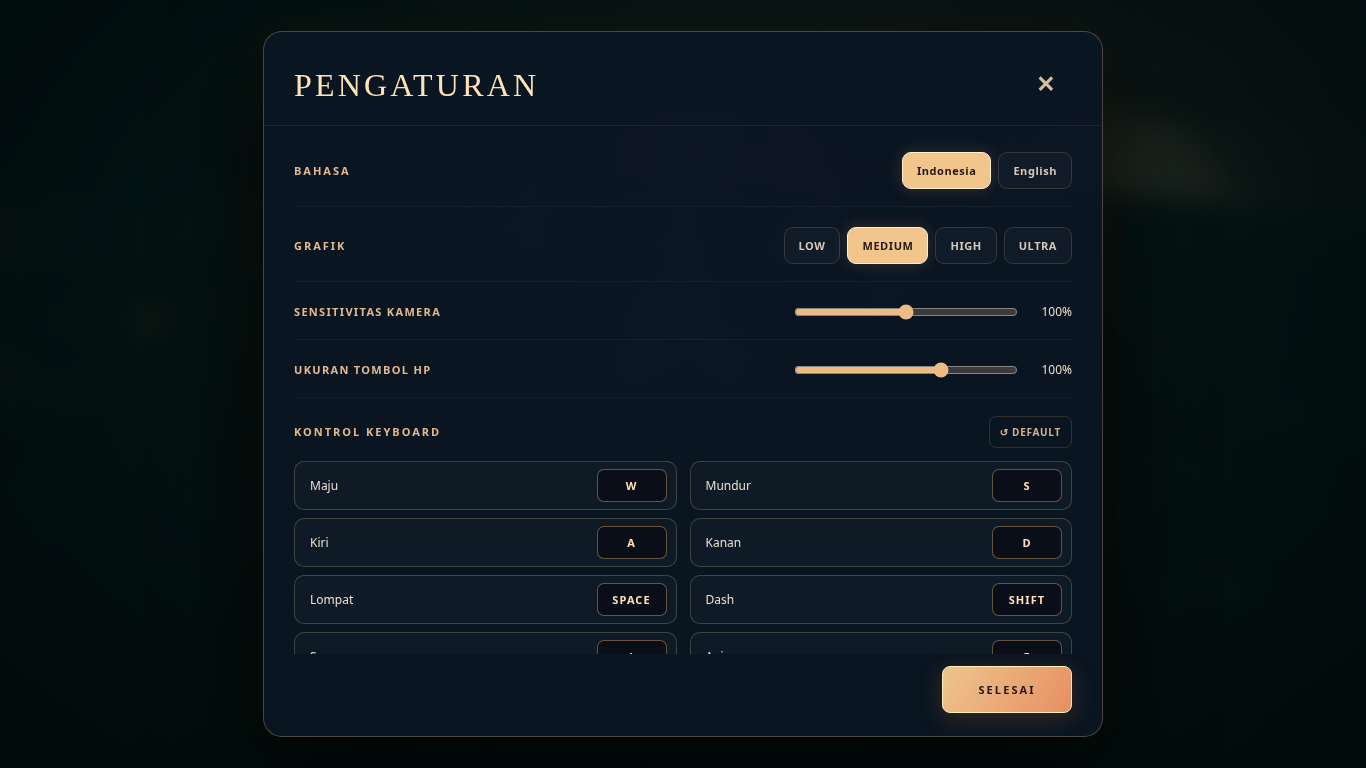 PENGATURAN ✕
BAHASA Indonesia English
GRAFIK LOW MEDIUM HIGH ULTRA
SENSITIVITAS KAMERA 100%
UKURAN TOMBOL HP 100%
KONTROL KEYBOARD ↺ DEFAULT
Maju W Mundur S
Kiri A Kanan D
Lompat SPACE Dash SHIFT
SELESAI